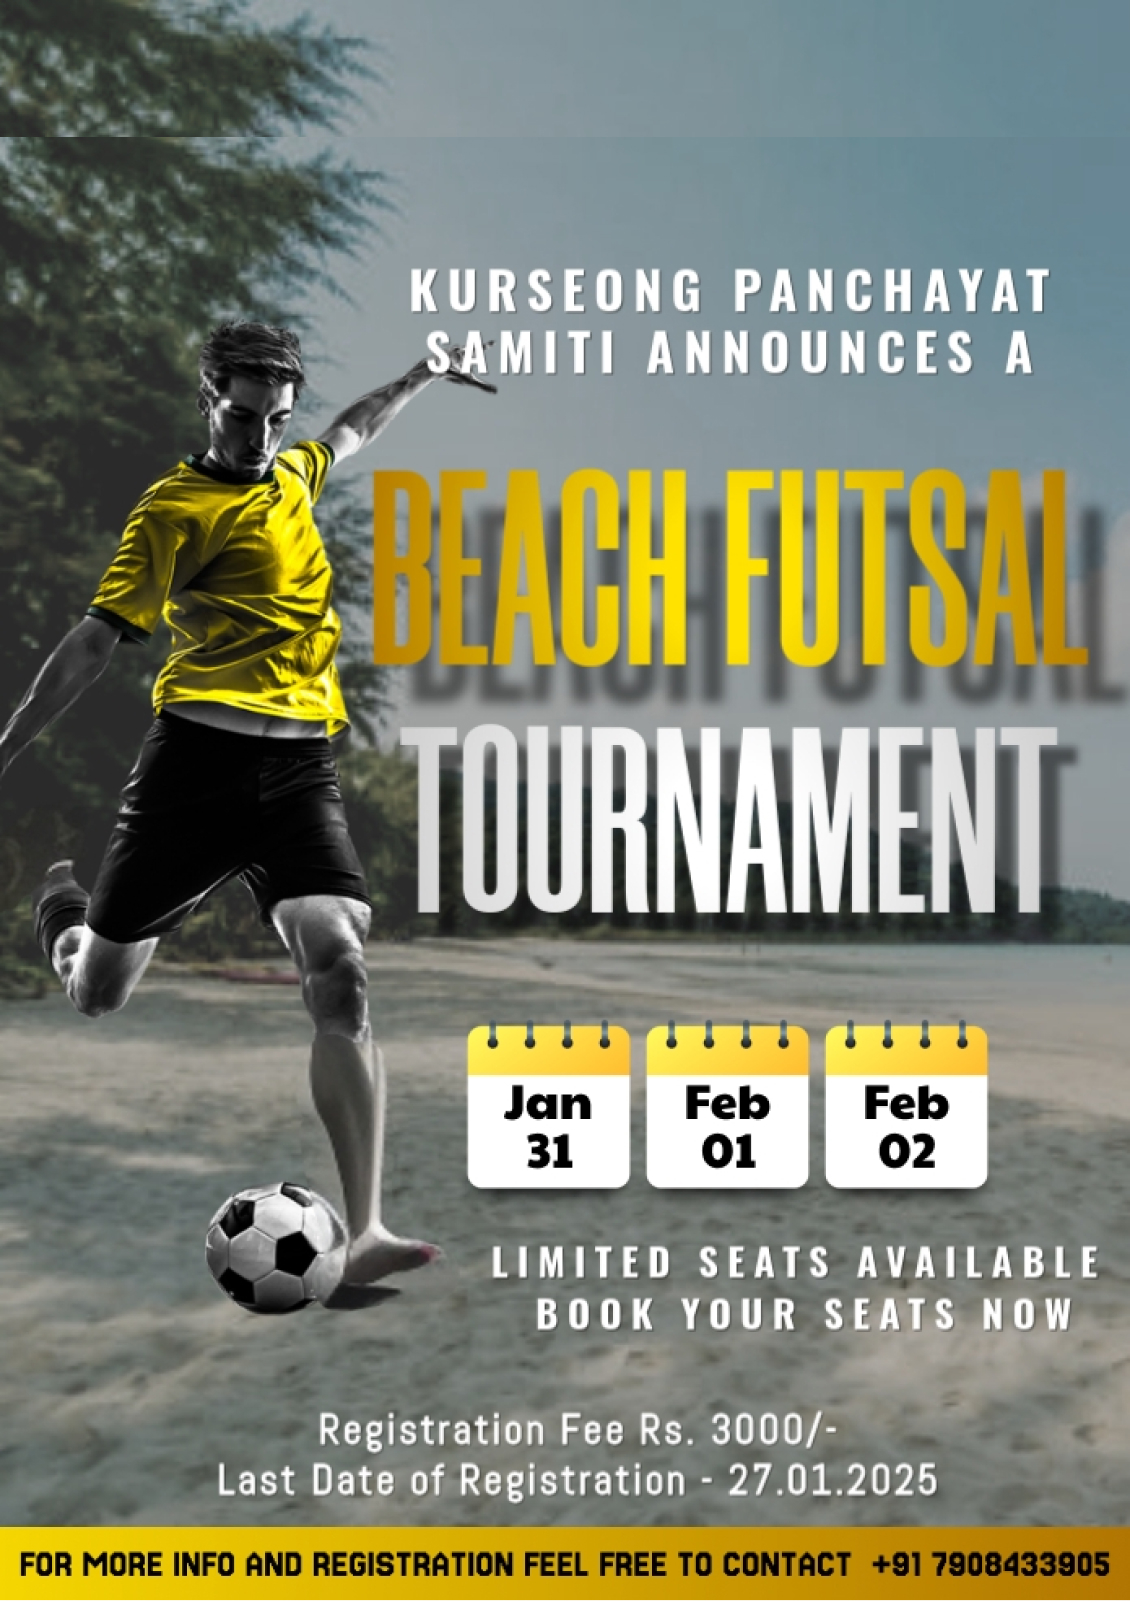 KURSEONG PANCHAYAT
SAMITI ANNOUNCES A
BEACH FUTSAL
TOURNAMENT
Jan Feb Feb
31 01 02
LIMITED SEATS AVAILABLE
BOOK YOUR SEATS NOW
Registration Fee Rs. 3000/-
Last Date of Registration - 27.01.2025
FOR MORE INFO AND REGISTRATION FEEL FREE TO CONTACT +91 7908433905